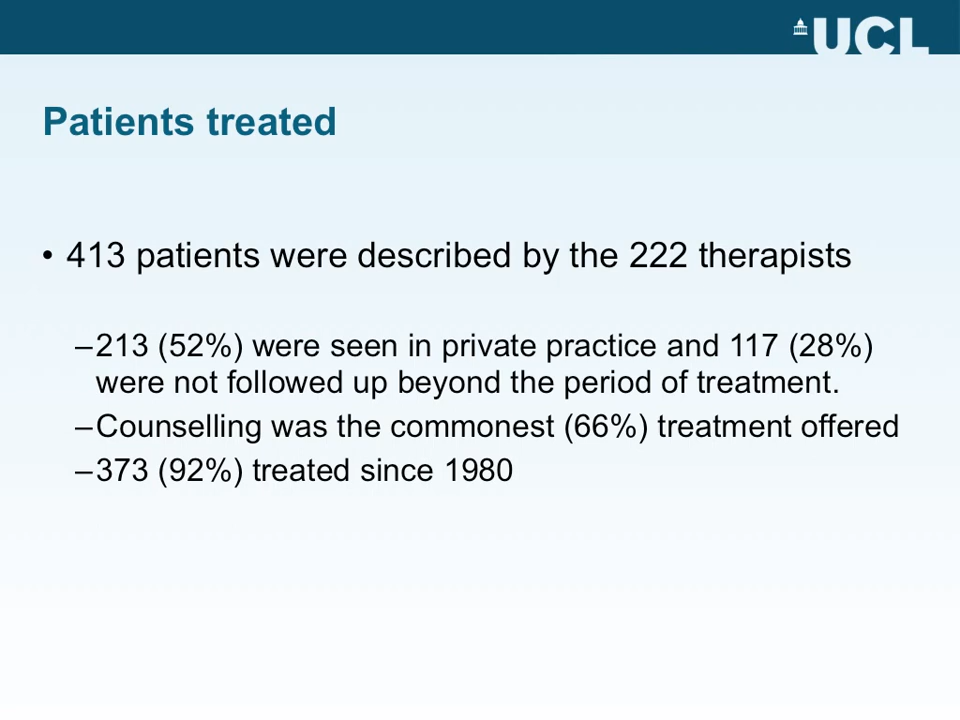 UCL
Patients treated
• 413 patients were described by the 222 therapists
–213 (52%) were seen in private practice and 117 (28%)
were not followed up beyond the period of treatment.
–Counselling was the commonest (66%) treatment offered
–373 (92%) treated since 1980